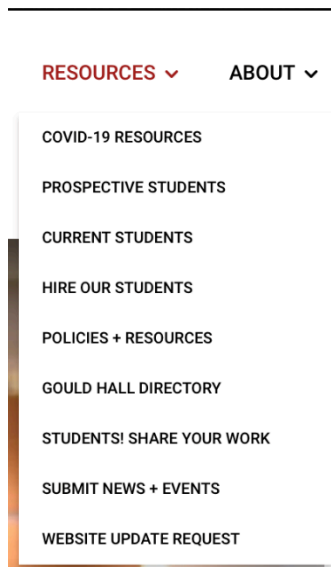 RESOURCES ABOUT
COVID-19 RESOURCES
PROSPECTIVE STUDENTS
CURRENT STUDENTS
HIRE OUR STUDENTS
POLICIES + RESOURCES
GOULD HALL DIRECTORY
STUDENTS! SHARE YOUR WORK
SUBMIT NEWS + EVENTS
WEBSITE UPDATE REQUEST